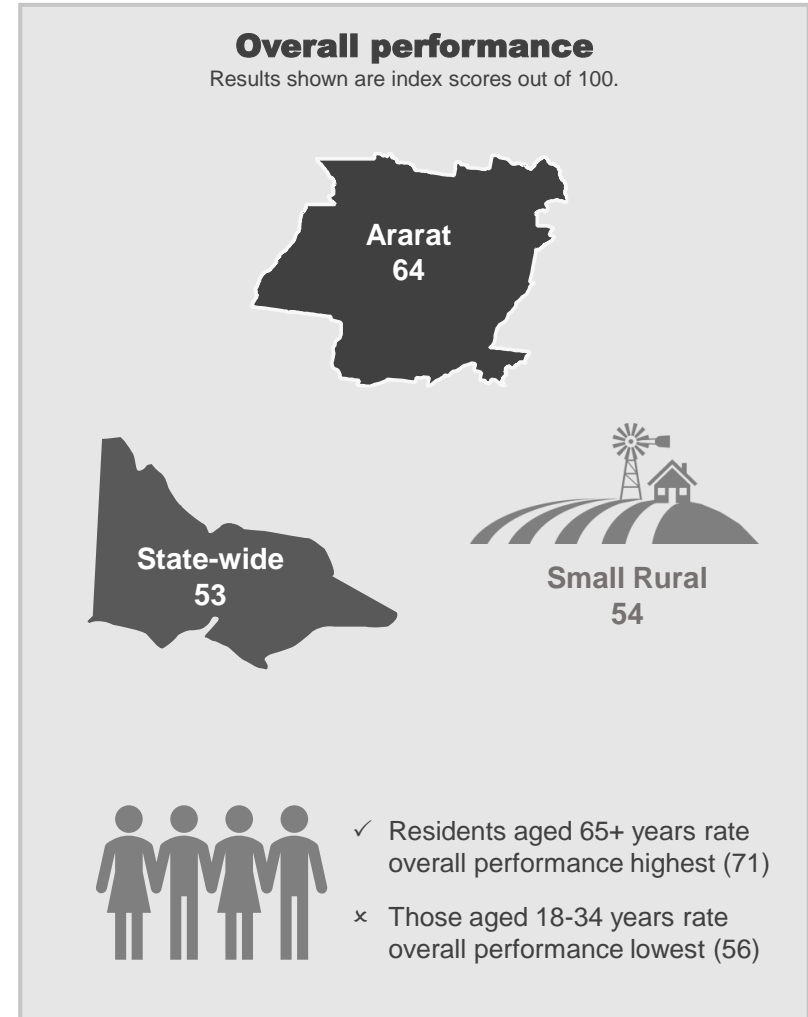 Overall performance
Results shown are index scores out of 100.
Ararat
64
State-wide
53
Small Rural
54
✓ Residents aged 65+ years rate
overall performance highest (71)
× Those aged 18-34 years rate
overall performance lowest (56)